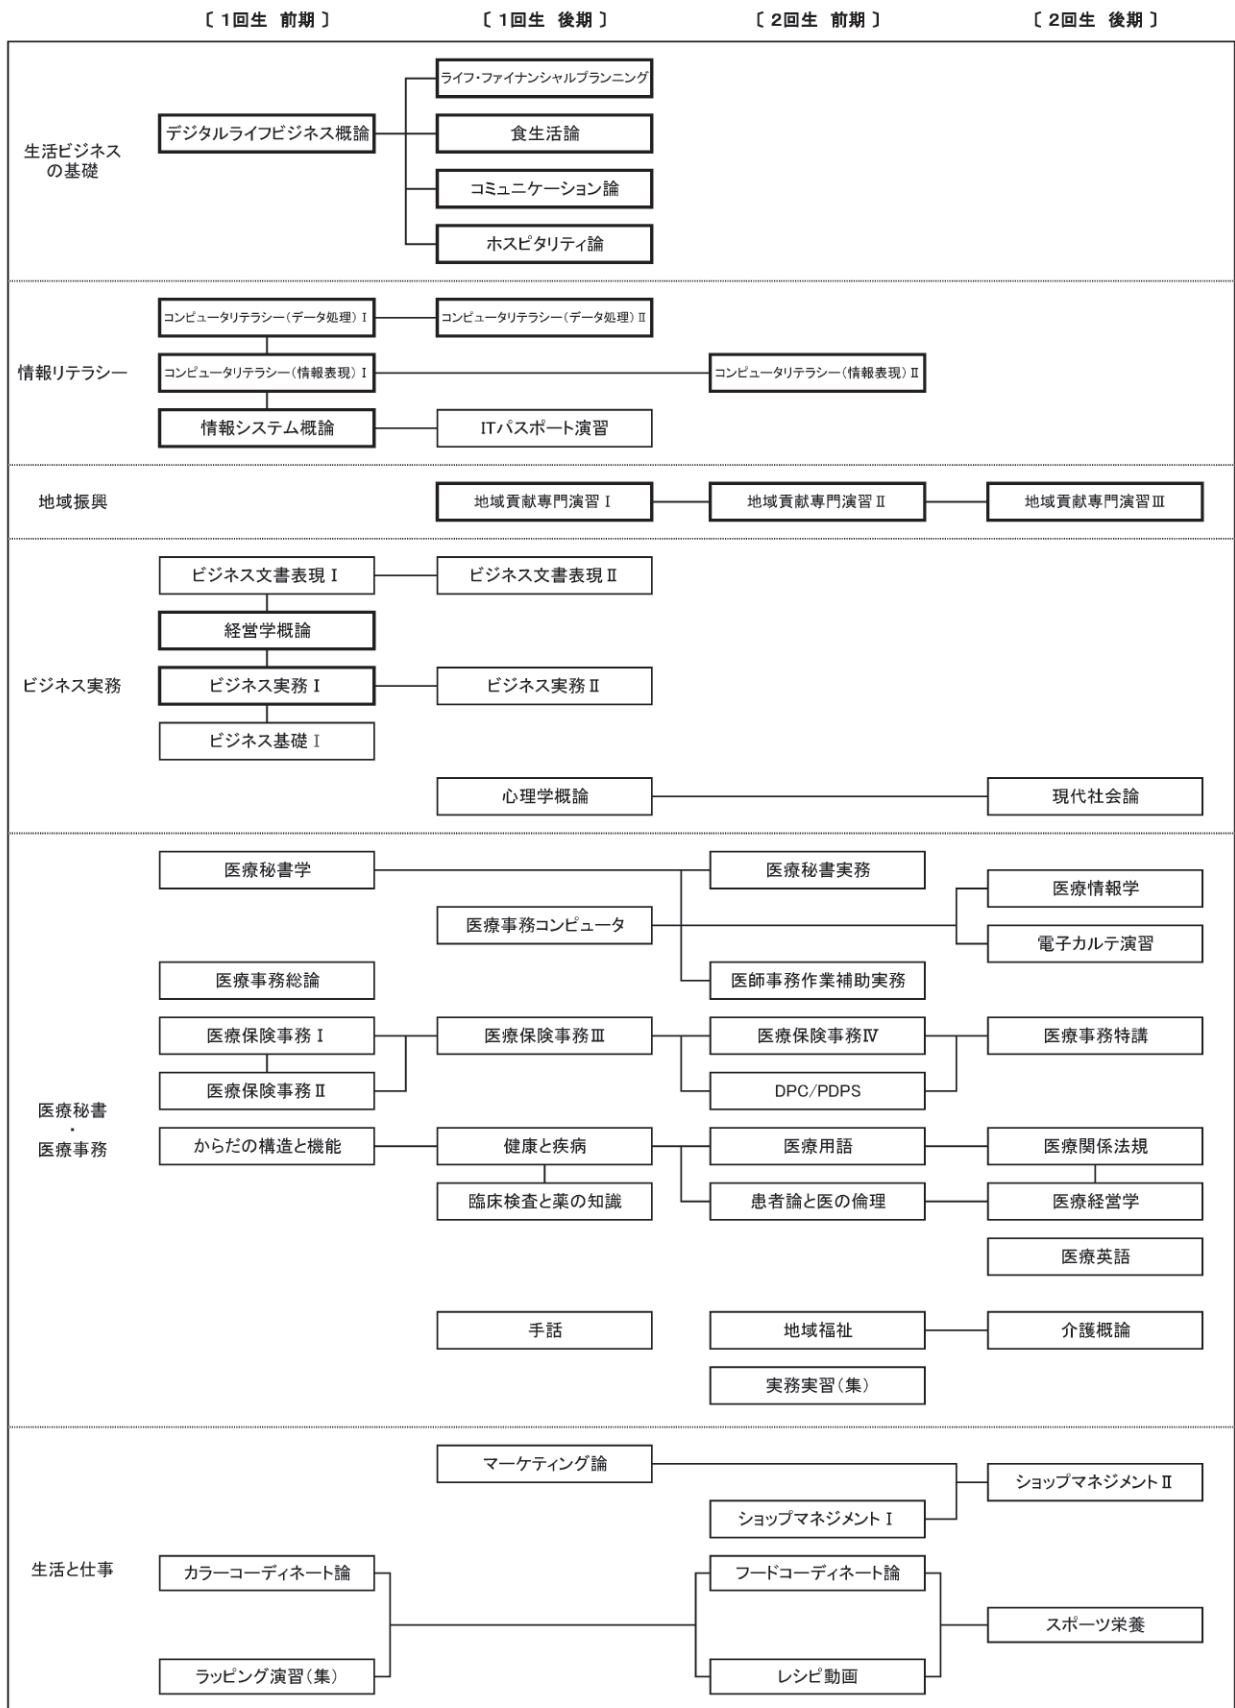 〔 1回生 前期 〕
〔 1回生 後期 〕
〔 2回生 前期 〕
〔 2回生 後期 〕
生活ビジネス
の基礎
デジタルライフビジネス概論
ライフ・ファイナンシャルプランニング
食生活論
コミュニケーション論
ホスピタリティ論
情報リテラシー
コンピュータリテラシー(データ処理) I
コンピュータリテラシー(データ処理) Ⅱ
コンピュータリテラシー(情報表現) I
コンピュータリテラシー(情報表現) Ⅱ
情報システム概論
ITパスポート演習
地域振興
地域貢献専門演習 I
地域貢献専門演習 Ⅱ
地域貢献専門演習Ⅲ
ビジネス実務
ビジネス文書表現 I
ビジネス文書表現 Ⅱ
経営学概論
ビジネス実務 I
ビジネス実務 Ⅱ
ビジネス基礎 I
心理学概論
現代社会論
医療秘書
・
医療事務
医療秘書学
医療秘書実務
医療情報学
医療事務コンピュータ
電子カルテ演習
医療事務総論
医師事務作業補助実務
医療保険事務 I
医療保険事務Ⅲ
医療保険事務Ⅳ
医療事務特講
医療保険事務 Ⅱ
DPC/PDPS
からだの構造と機能
健康と疾病
医療用語
医療関係法規
臨床検査と薬の知識
患者論と医の倫理
医療経営学
医療英語
手話
地域福祉
介護概論
実務実習(集)
生活と仕事
マーケティング論
ショップマネジメント Ⅱ
ショップマネジメント I
カラーコーディネート論
フードコーディネート論
スポーツ栄養
ラッピング演習(集)
レシピ動画